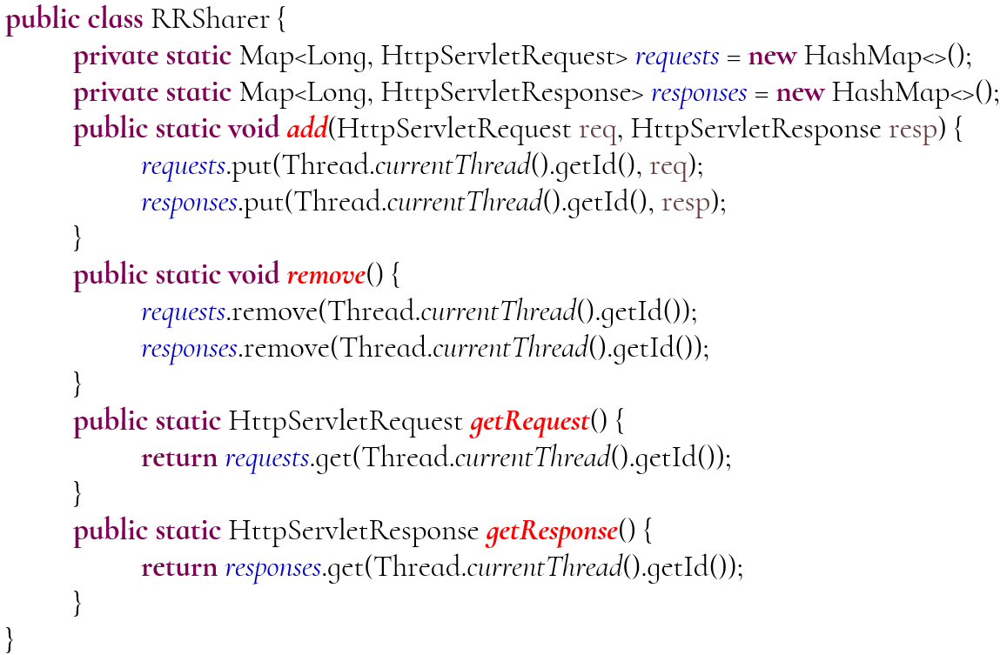 public class RRSharer {
private static Map<Long, HttpServletRequest> requests = new HashMap<>();
private static Map<Long, HttpServletResponse> responses = new HashMap<>();
public static void add(HttpServletRequest req, HttpServletResponse resp) {
requests.put(Thread.currentThread().getId(), req);
responses.put(Thread.currentThread().getId(), resp);
}
public static void remove() {
requests.remove(Thread.currentThread().getId());
responses.remove(Thread.currentThread().getId());
}
public static HttpServletRequest getRequest() {
return requests.get(Thread.currentThread().getId());
}
public static HttpServletResponse getResponse() {
return responses.get(Thread.currentThread().getId());
}
}